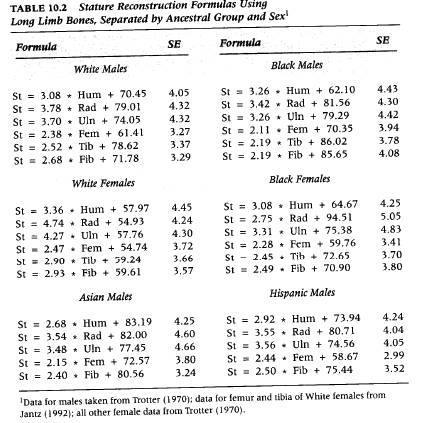 TABLE 10.2 Stature Reconstruction Formulas Using
Long Limb Bones, Separated by Ancestral Group and Sex¹
Formula SE Formula SE
White Males
St = 3.08 * Hum + 70.45 4.05
St = 3.78 * Rad + 79.01 4.32
St = 3.70 * Uln + 74.05 4.32
St = 2.38 * Fem + 61.41 3.27
St = 2.52 * Tib + 78.62 3.37
St = 2.68 * Fib + 71.78 3.29
Black Males
St = 3.26 * Hum + 62.10 4.43
St = 3.42 * Rad + 81.56 4.30
St = 3.26 * Uln + 79.29 4.42
St = 2.11 * Fem + 70.35 3.94
St = 2.19 * Tib + 86.02 3.78
St = 2.19 * Fib + 85.65 4.08
White Females
St = 3.36 * Hum + 57.97 4.45
St = 4.74 * Rad + 54.93 4.24
St = 4.27 * Uln + 57.76 4.30
St = 2.47 * Fem + 54.74 3.72
St = 2.90 * Tib + 59.24 3.66
St = 2.93 * Fib + 59.61 3.57
Black Females
St = 3.08 * Hum + 64.67 4.25
St = 2.75 * Rad + 94.51 5.05
St = 3.31 * Uln + 75.38 4.83
St = 2.28 * Fem + 59.76 3.41
St - 2.45 * Tib + 72.65 3.70
St = 2.49 * Fib + 70.90 3.80
Asian Males
St = 2.68 * Hum + 83.19 4.25
St = 3.54 * Rad + 82.00 4.60
St = 3.48 * Uln + 77.45 4.66
St = 2.15 * Fem + 72.57 3.80
St = 2.40 * Fib + 80.56 3.24
Hispanic Males
St = 2.92 * Hum + 73.94 4.24
St = 3.55 * Rad + 80.71 4.04
St = 3.56 * Uln + 74.56 4.05
St = 2.44 * Fem + 58.67 2.99
St = 2.50 * Fib + 75.44 3.52
¹Data for males taken from Trotter (1970); data for femur and tibia of White females from
Jantz (1992); all other female data from Trotter (1970).